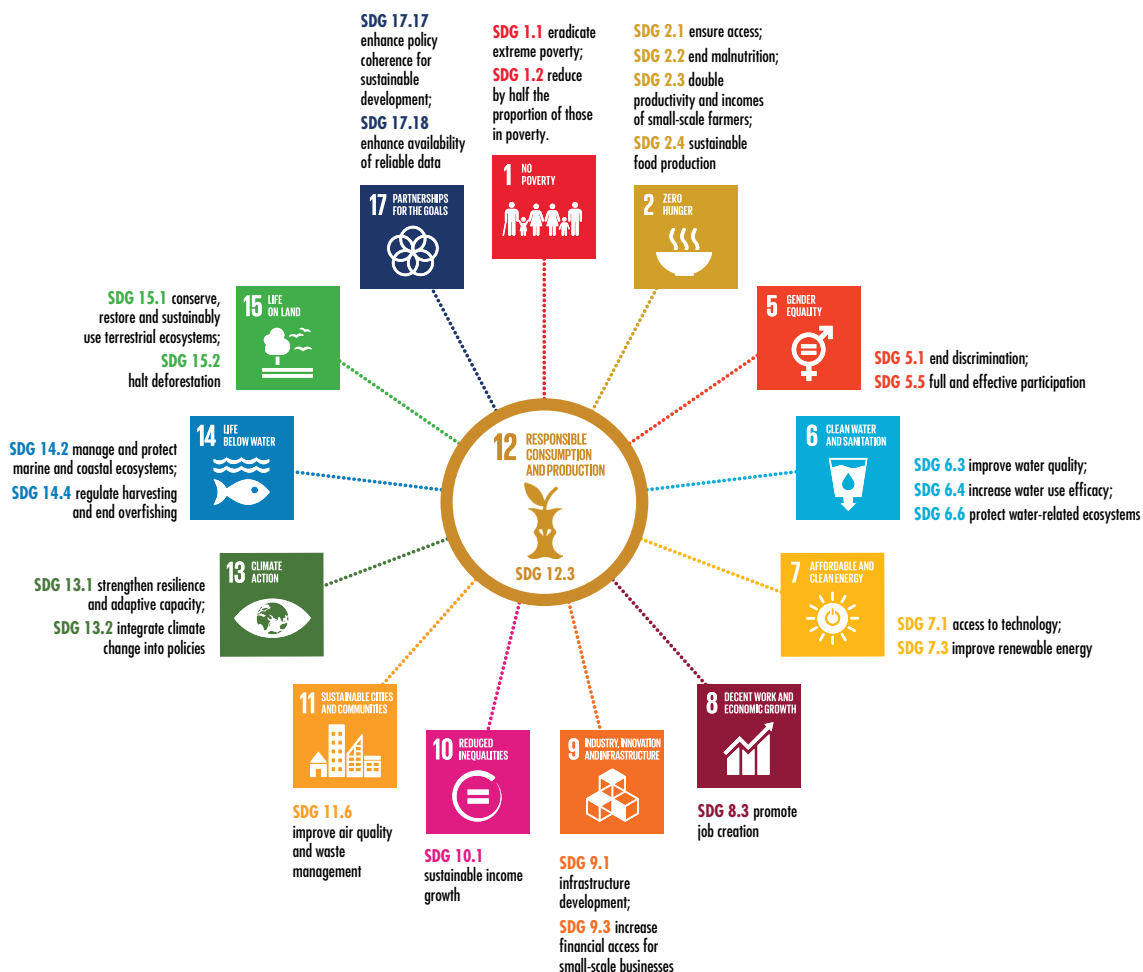 SDG 17.17
enhance policy
coherence for
sustainable
development;
SDG 17.18
enhance availability
of reliable data
17 PARTNERSHIPS
FOR THE GOALS
SDG 1.1 eradicate
extreme poverty;
SDG 1.2 reduce
by half the
proportion of those
in poverty.
1 NO
POVERTY
SDG 2.1 ensure access;
SDG 2.2 end malnutrition;
SDG 2.3 double
productivity and incomes
of small-scale farmers;
SDG 2.4 sustainable
food production
2 ZERO
HUNGER
5 GENDER
EQUALITY
SDG 5.1 end discrimination;
SDG 5.5 full and effective participation
6 CLEAN WATER
AND SANITATION
SDG 6.3 improve water quality;
SDG 6.4 increase water use efficacy;
SDG 6.6 protect water-related ecosystems
7 AFFORDABLE AND
CLEAN ENERGY
SDG 7.1 access to technology;
SDG 7.3 improve renewable energy
8 DECENT WORK AND
ECONOMIC GROWTH
SDG 8.3 promote
job creation
9 INDUSTRY, INNOVATION
AND INFRASTRUCTURE
SDG 9.1
infrastructure
development;
SDG 9.3 increase
financial access for
small-scale businesses
10 REDUCED
INEQUALITIES
SDG 10.1
sustainable income
growth
11 SUSTAINABLE CITIES
AND COMMUNITIES
SDG 11.6
improve air quality
and waste
management
13 CLIMATE
ACTION
SDG 13.1 strengthen resilience
and adaptive capacity;
SDG 13.2 integrate climate
change into policies
14 LIFE
BELOW WATER
SDG 14.2 manage and protect
marine and coastal ecosystems;
SDG 14.4 regulate harvesting
and end overfishing
15 LIFE
ON LAND
SDG 15.1 conserve,
restore and sustainably
use terrestrial ecosystems;
SDG 15.2
halt deforestation
12 RESPONSIBLE
CONSUMPTION
AND PRODUCTION
SDG 12.3